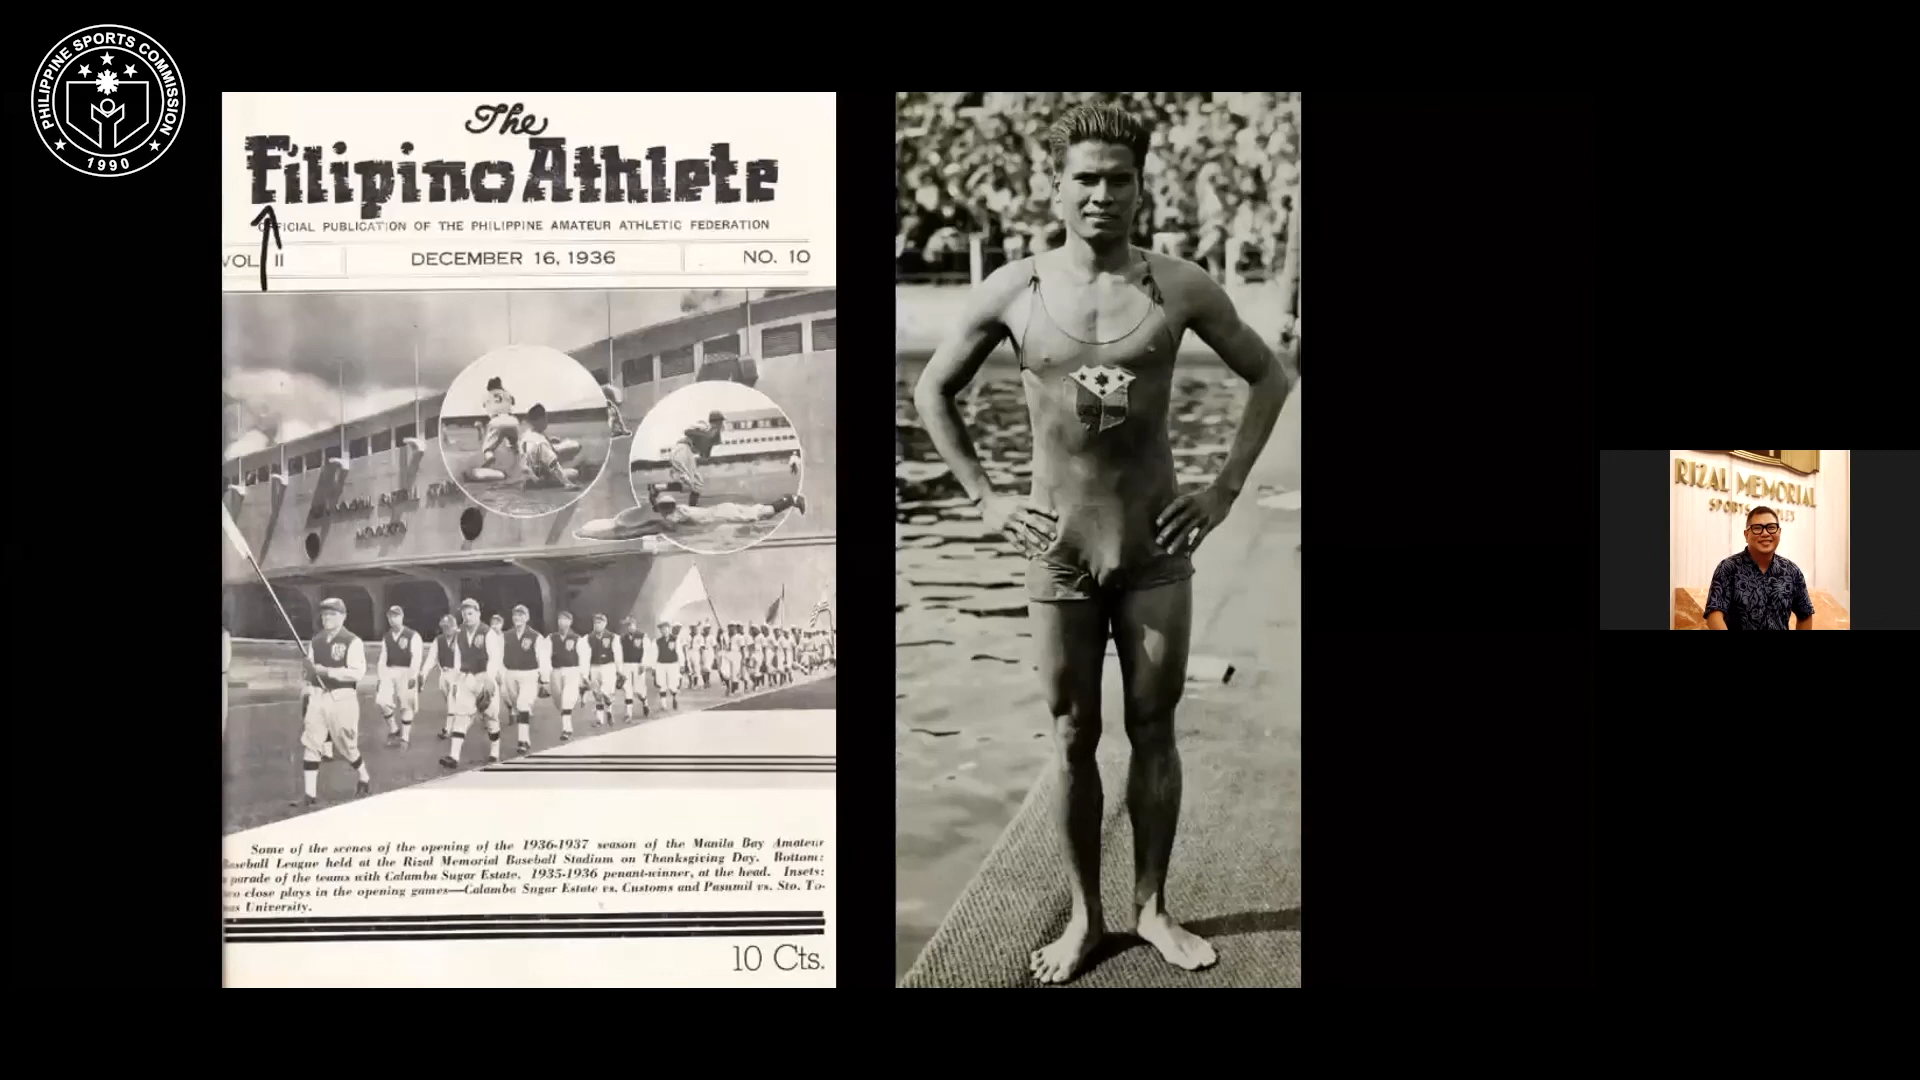 PHILIPPINE SPORTS COMMISSION
1990
The
Filipino Athlete
OFFICIAL PUBLICATION OF THE PHILIPPINE AMATEUR ATHLETIC FEDERATION
VOL II DECEMBER 16, 1936 NO. 10
Some of the scenes of the opening of the 1936-1937 season of the Manila Bay Amateur
Baseball League held at the Rizal Memorial Baseball Stadium on Thanksgiving Day. Bottom:
parade of the teams with Calamba Sugar Estate, 1935-1936 penant-winner, at the head. Insets:
close plays in the opening games—Calamba Sugar Estate vs. Customs and Pasumil vs. Sto. To-
University.
10 Cts.
RIZAL MEMORIAL
SPORTS